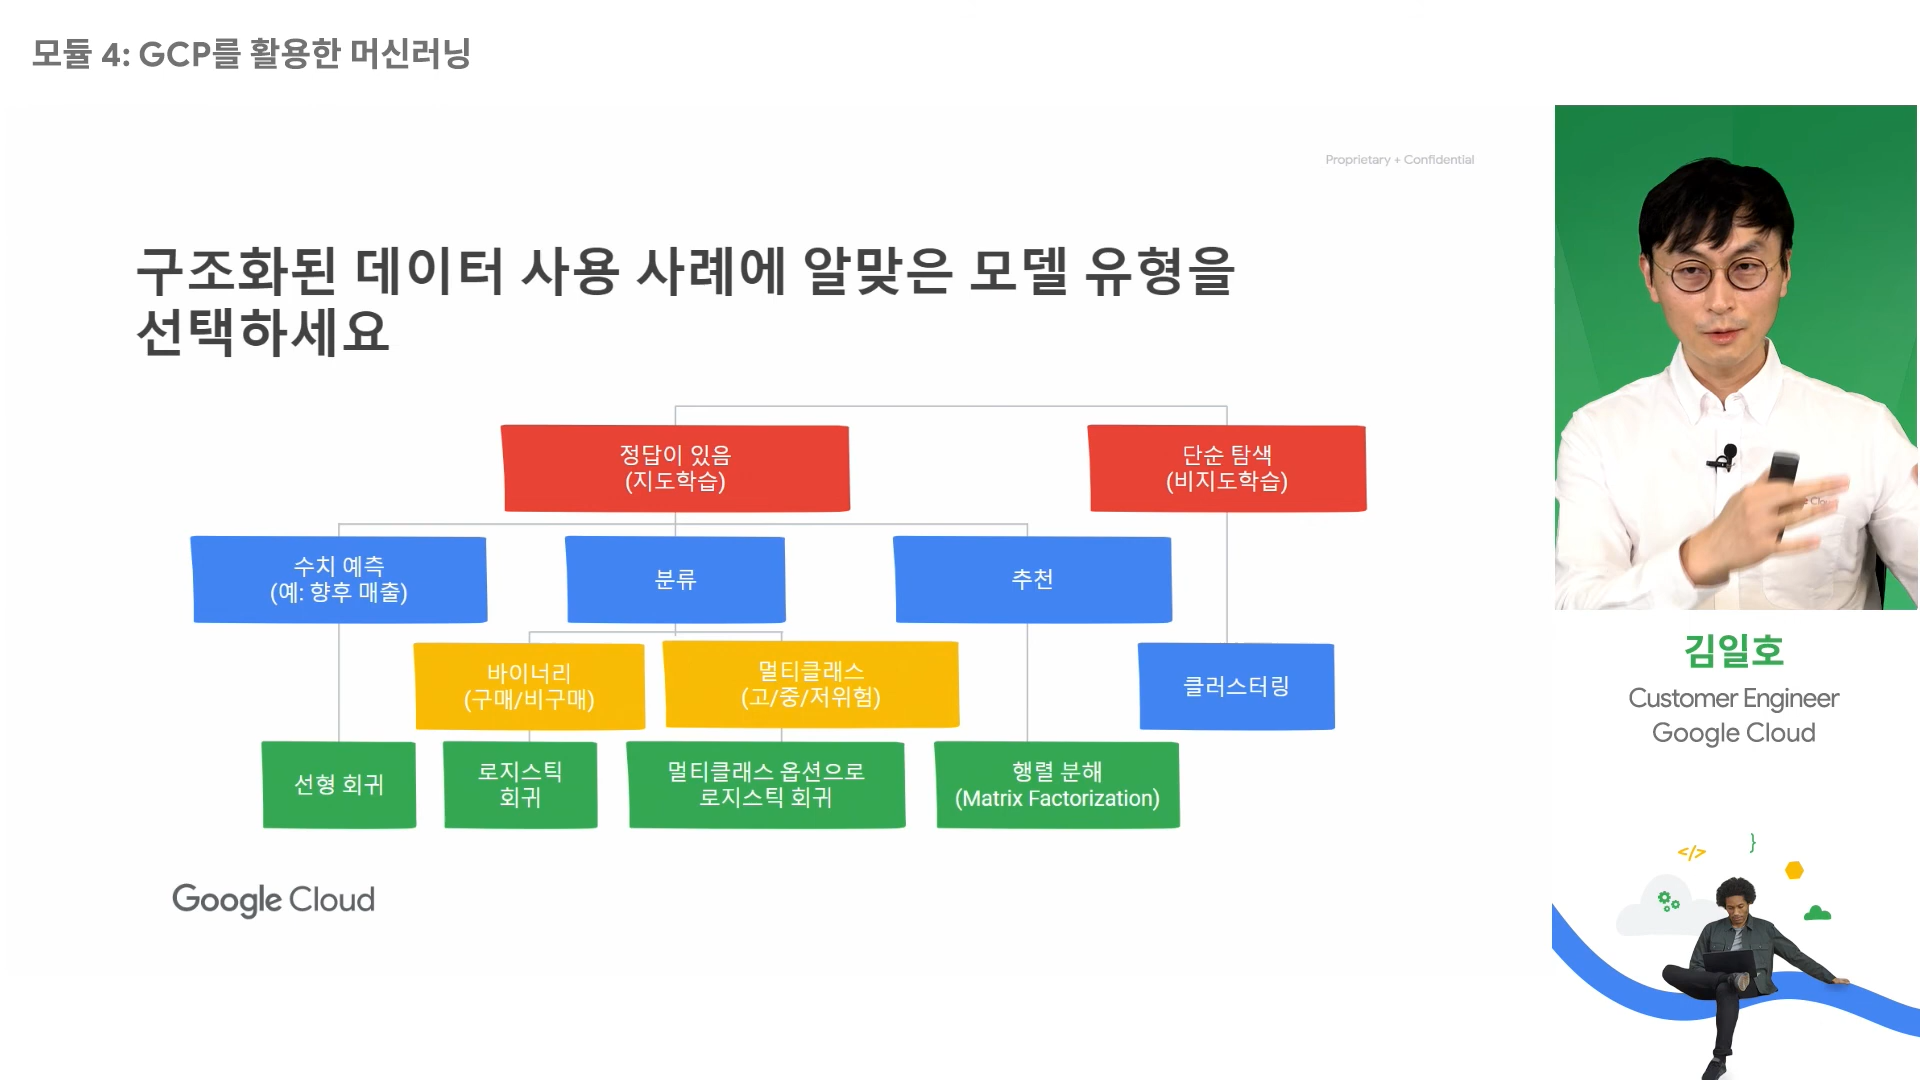 모듈 4: GCP를 활용한 머신러닝
Proprietary + Confidential
구조화된 데이터 사용 사례에 알맞은 모델 유형을
선택하세요
정답이 있음
(지도학습)
단순 탐색
(비지도학습)
수치 예측
(예: 향후 매출)
분류
추천
바이너리
(구매/비구매)
멀티클래스
(고/중/저위험)
클러스터링
선형 회귀
로지스틱
회귀
멀티클래스 옵션으로
로지스틱 회귀
행렬 분해
(Matrix Factorization)
Google Cloud
김일호
Customer Engineer
Google Cloud
</>
}